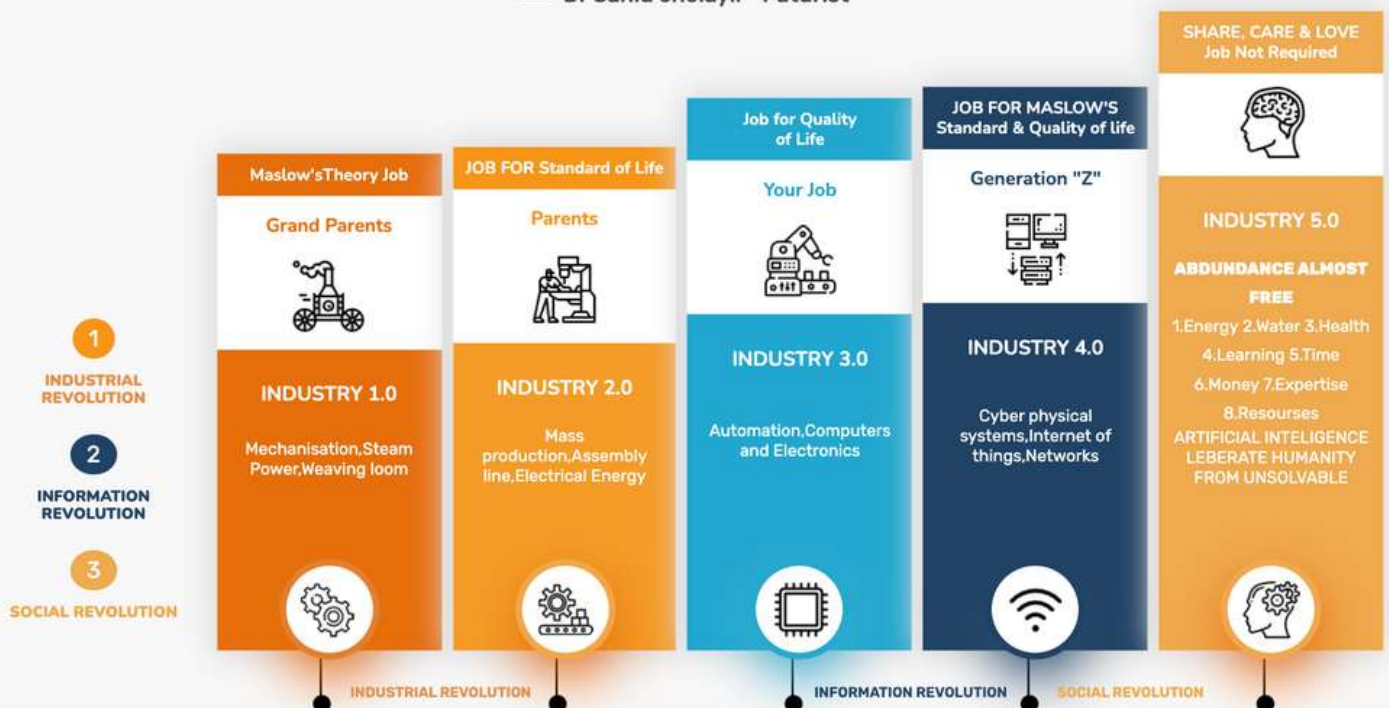 Futurist
SHARE, CARE & LOVE
Job Not Required
JOB FOR MASLOW'S
Standard & Quality of life
Job for Quality
of Life
Maslow'sTheory Job
JOB FOR Standard of Life
Grand Parents
Parents
Your Job
Generation "Z"
1
INDUSTRIAL
REVOLUTION
2
INFORMATION
REVOLUTION
3
SOCIAL REVOLUTION
INDUSTRY 1.0
Mechanisation,Steam
Power,Weaving loom
INDUSTRY 2.0
Mass
production,Assembly
line,Electrical Energy
INDUSTRY 3.0
Automation,Computers
and Electronics
INDUSTRY 4.0
Cyber physical
systems,Internet of
things,Networks
INDUSTRY 5.0
ABDUNDANCE ALMOST
FREE
1.Energy 2.Water 3.Health
4.Learning 5.Time
6.Money 7.Expertise
8.Resourses
ARTIFICIAL INTELIGENCE
LEBERATE HUMANITY
FROM UNSOLVABLE
INDUSTRIAL REVOLUTION
INFORMATION REVOLUTION
SOCIAL REVOLUTION